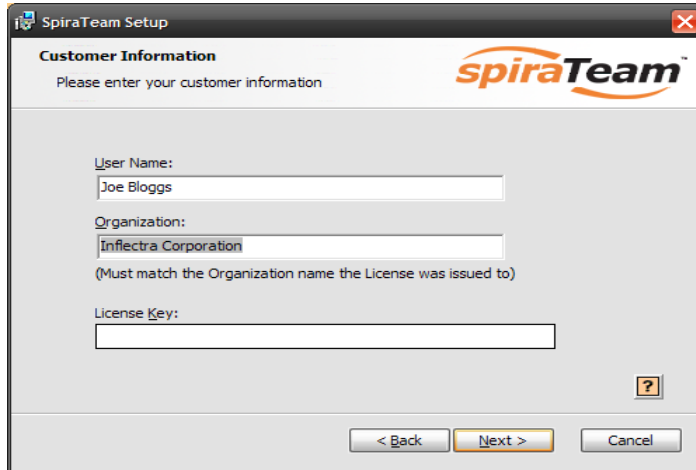 SpiraTeam Setup
Customer Information
Please enter your customer information
spiraTeam™
User Name:
Joe Bloggs
Organization:
Inflectra Corporation
(Must match the Organization name the License was issued to)
License Key:
?
< Back Next > Cancel